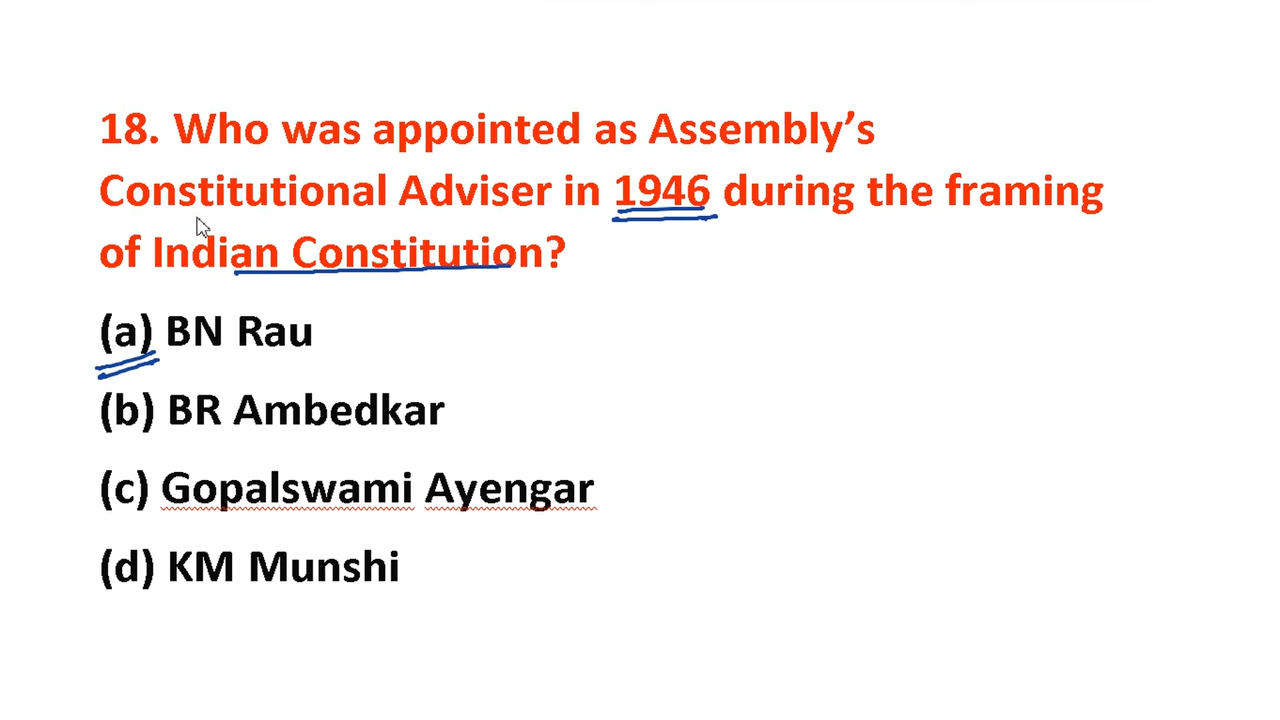 18. Who was appointed as Assembly’s
Constitutional Adviser in 1946 during the framing
of Indian Constitution?
(a) BN Rau
(b) BR Ambedkar
(c) Gopalswami Ayengar
(d) KM Munshi